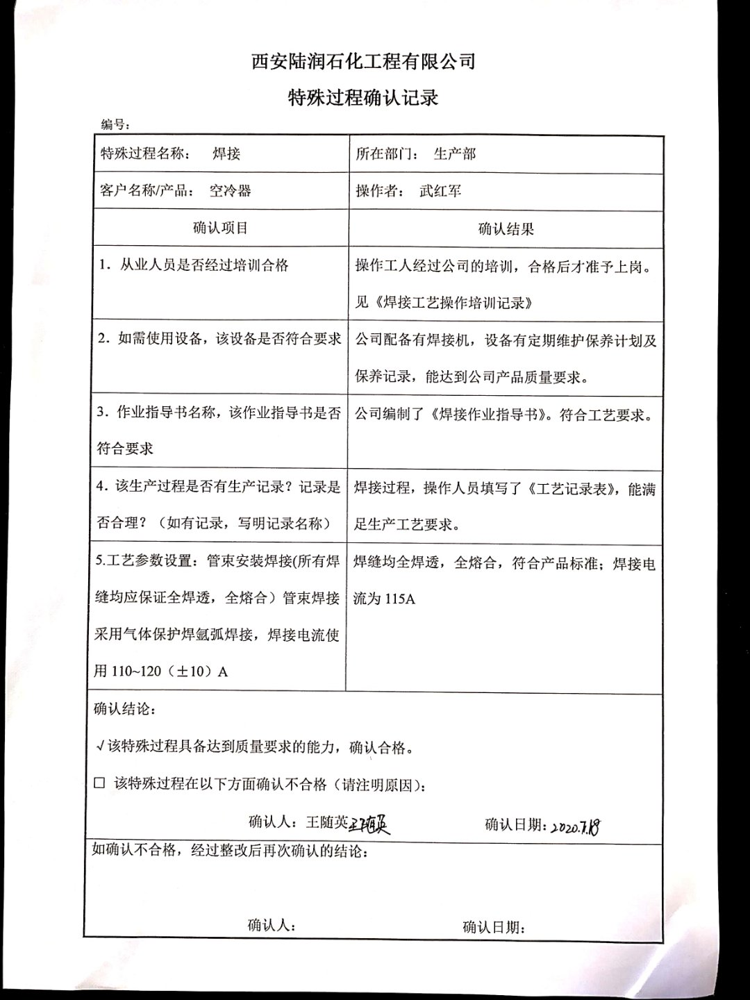 西安陆润石化工程有限公司
特殊过程确认记录
编号：
特殊过程名称： 焊接
所在部门： 生产部
客户名称/产品： 空冷器
操作者： 武红军
确认项目
确认结果
1．从业人员是否经过培训合格
操作工人经过公司的培训，合格后才准予上岗。
见《焊接工艺操作培训记录》
2．如需使用设备，该设备是否符合要求
公司配备有焊接机，设备有定期维护保养计划及
保养记录，能达到公司产品质量要求。
3．作业指导书名称，该作业指导书是否
符合要求
公司编制了《焊接作业指导书》。符合工艺要求。
4．该生产过程是否有生产记录？记录是
否合理？（如有记录，写明记录名称）
焊接过程，操作人员填写了《工艺记录表》，能满
足生产工艺要求。
5.工艺参数设置：管束安装焊接(所有焊
缝均应保证全焊透，全熔合）管束焊接
采用气体保护焊氩弧焊接，焊接电流使
用 110~120（±10）A
焊缝均全焊透，全熔合，符合产品标准；焊接电
流为 115A
确认结论：
√该特殊过程具备达到质量要求的能力，确认合格。
□ 该特殊过程在以下方面确认不合格（请注明原因）：
确认人：王随英 王随英 确认日期：2020.7.18
如确认不合格，经过整改后再次确认的结论：
确认人： 确认日期：